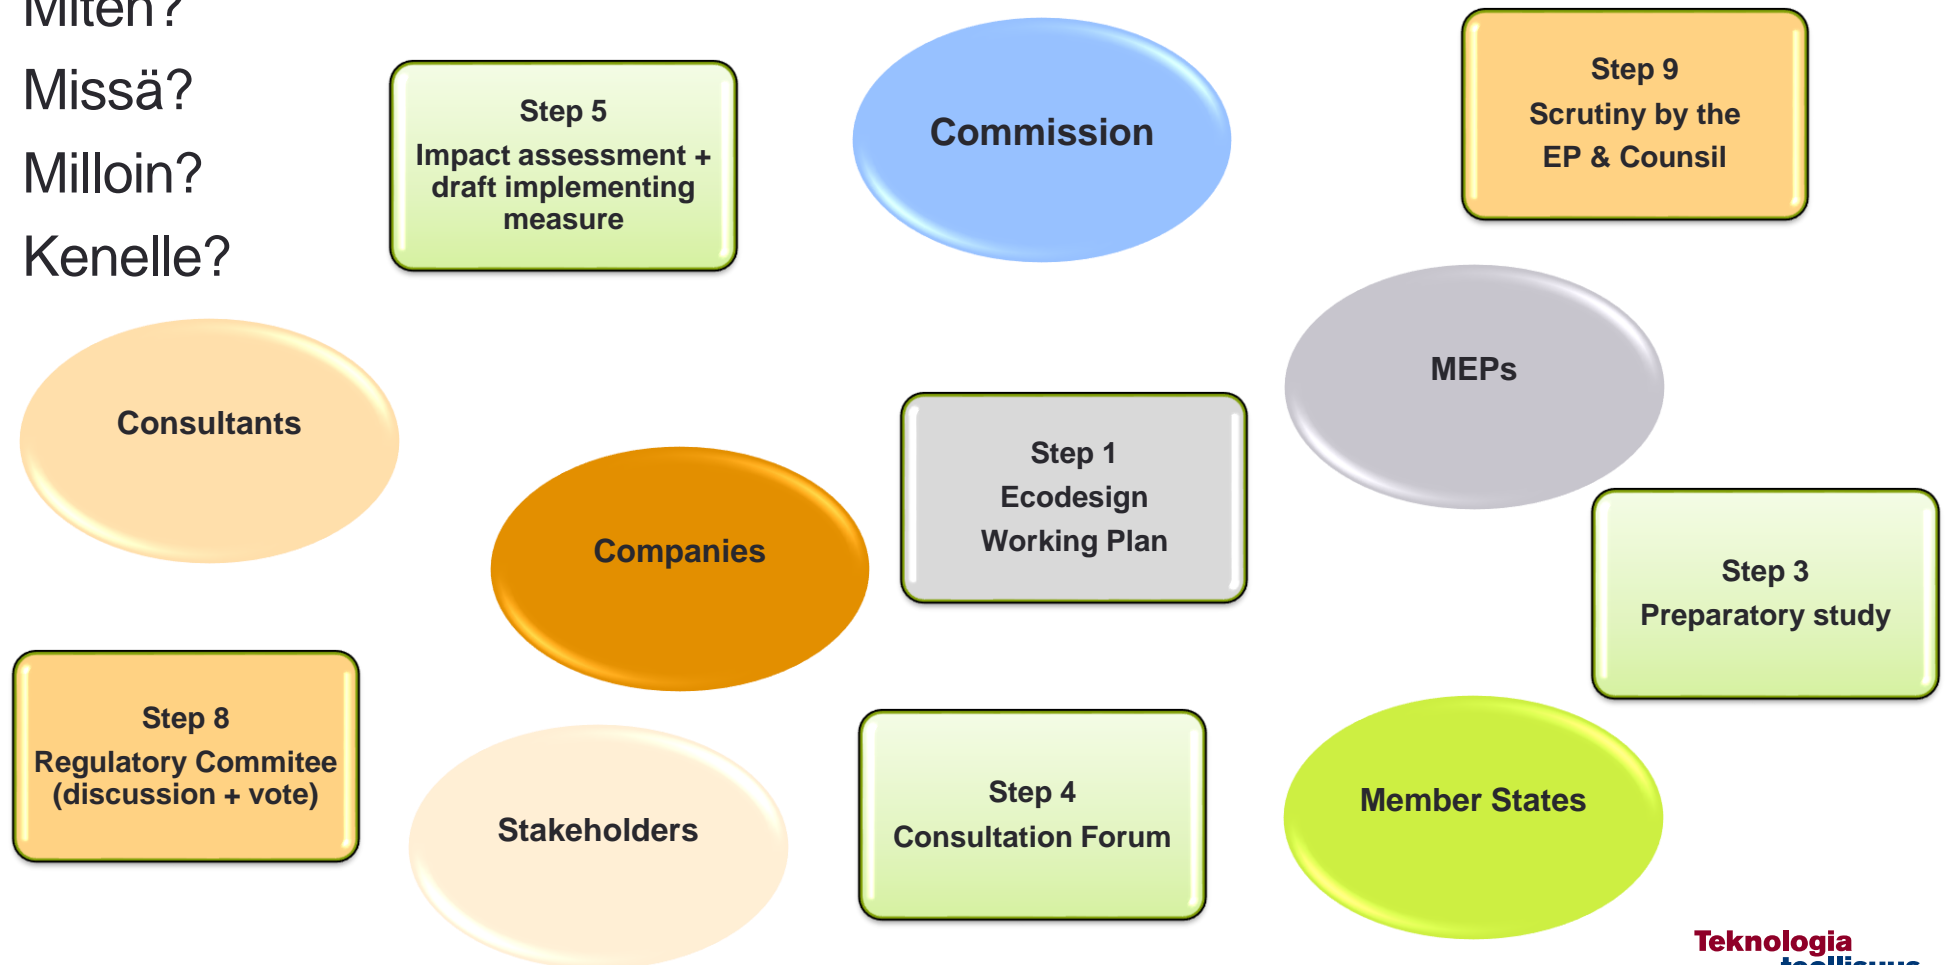 Miten?
Missä?
Milloin?
Kenelle?
Step 5
Impact assessment +
draft implementing
measure
Commission
Step 9
Scrutiny by the
EP & Counsil
Consultants
Companies
Step 1
Ecodesign
Working Plan
MEPs
Step 3
Preparatory study
Step 8
Regulatory Commitee
(discussion + vote)
Stakeholders
Step 4
Consultation Forum
Member States
Teknologia
teollisuus